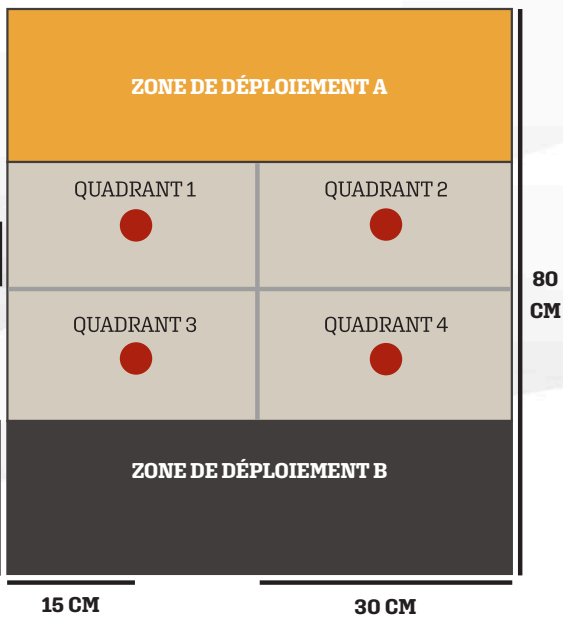 ZONE DE DÉPLOIEMENT A
QUADRANT 1
QUADRANT 2
QUADRANT 3
QUADRANT 4
80
CM
ZONE DE DÉPLOIEMENT B
15 CM
30 CM